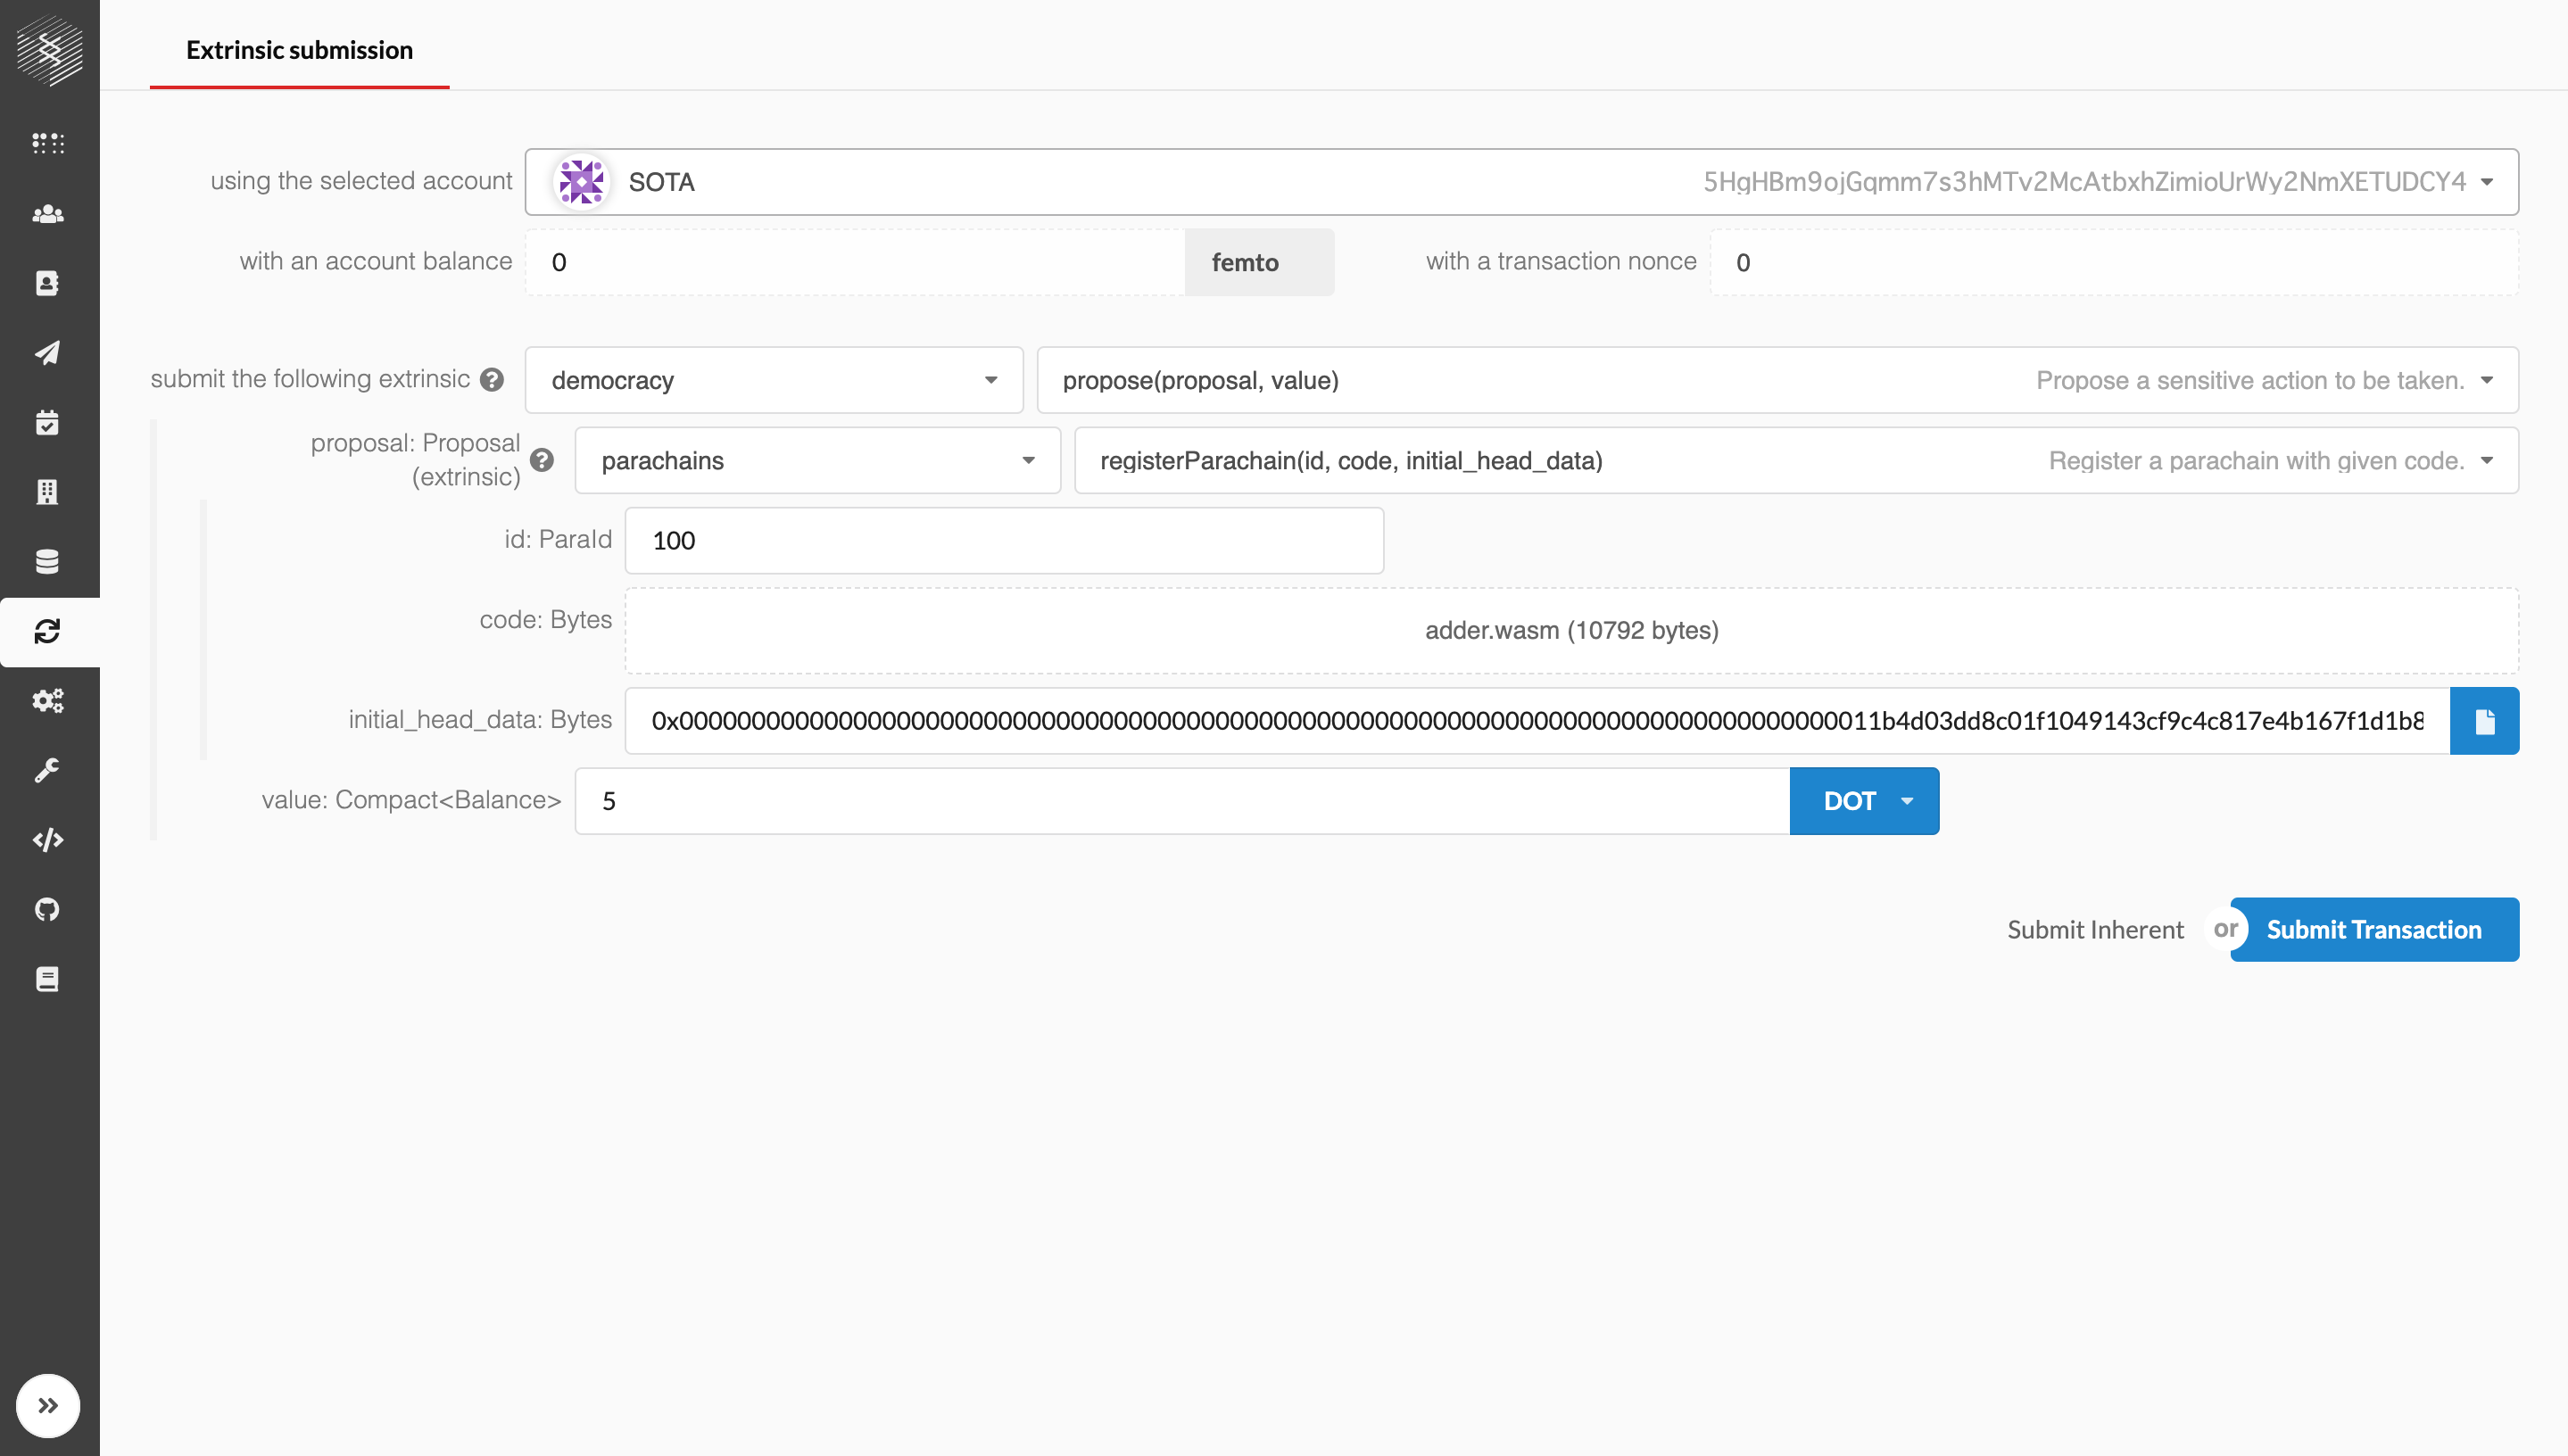 Extrinsic submission
using the selected account SOTA 5HgHBm9ojGqmm7s3hMTv2McAtbxhZimioUrWy2NmXETUDCY4
with an account balance 0 femto with a transaction nonce 0
submit the following extrinsic democracy propose(proposal, value) Propose a sensitive action to be taken.
proposal: Proposal
(extrinsic) parachains registerParachain(id, code, initial_head_data) Register a parachain with given code.
id: ParaId 100
code: Bytes adder.wasm (10792 bytes)
initial_head_data: Bytes
value: Compact<Balance> 5 DOT
Submit Inherent or Submit Transaction